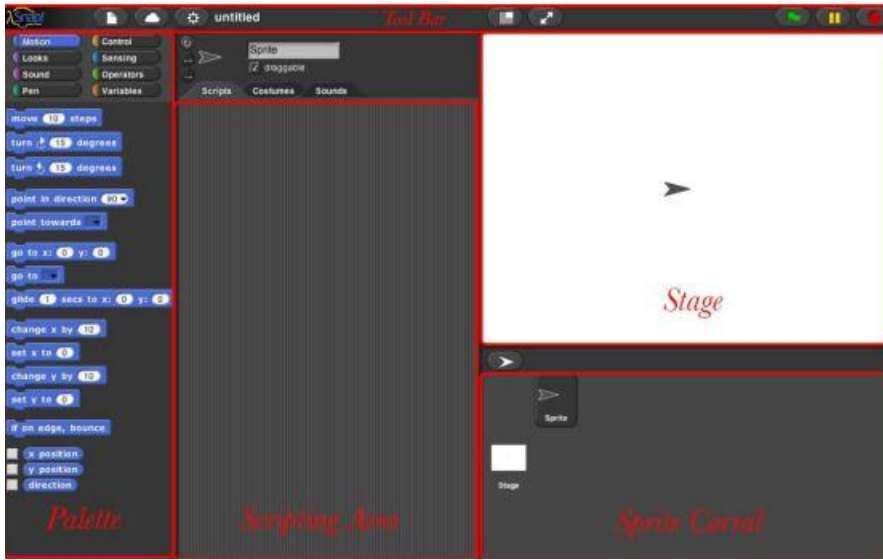 Snap!
untitled
Tool Bar
Motion Control
Looks Sensing
Sound Operators
Pen Variables
Sprite
draggable
Scripts Costumes Sounds
move 10 steps
turn 15 degrees
turn 15 degrees
point in direction 90
point towards
go to x: 0 y: 0
go to
glide 1 secs to x: 0 y: 0
change x by 10
set x to 0
change y by 10
set y to 0
if on edge, bounce
x position
y position
direction
Palette
Scripting Area
Stage
Sprite
Stage
Sprite Corral